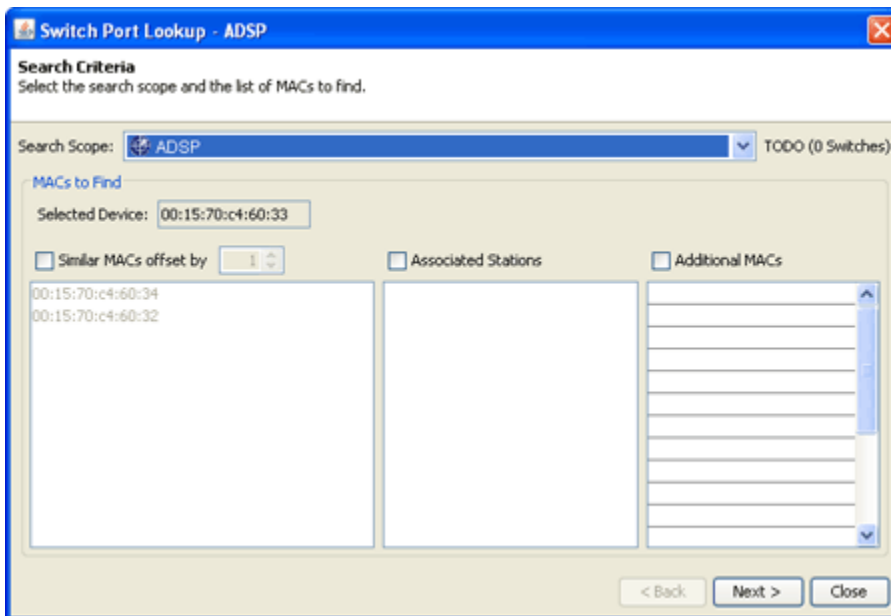 Switch Port Lookup - ADSP
Search Criteria
Select the search scope and the list of MACs to find.
Search Scope: ADSP TODO (0 Switches)
MACs to Find
Selected Device: 00:15:70:c4:60:33
Similar MACs offset by 1 Associated Stations Additional MACs
00:15:70:c4:60:34
00:15:70:c4:60:32
< Back Next > Close